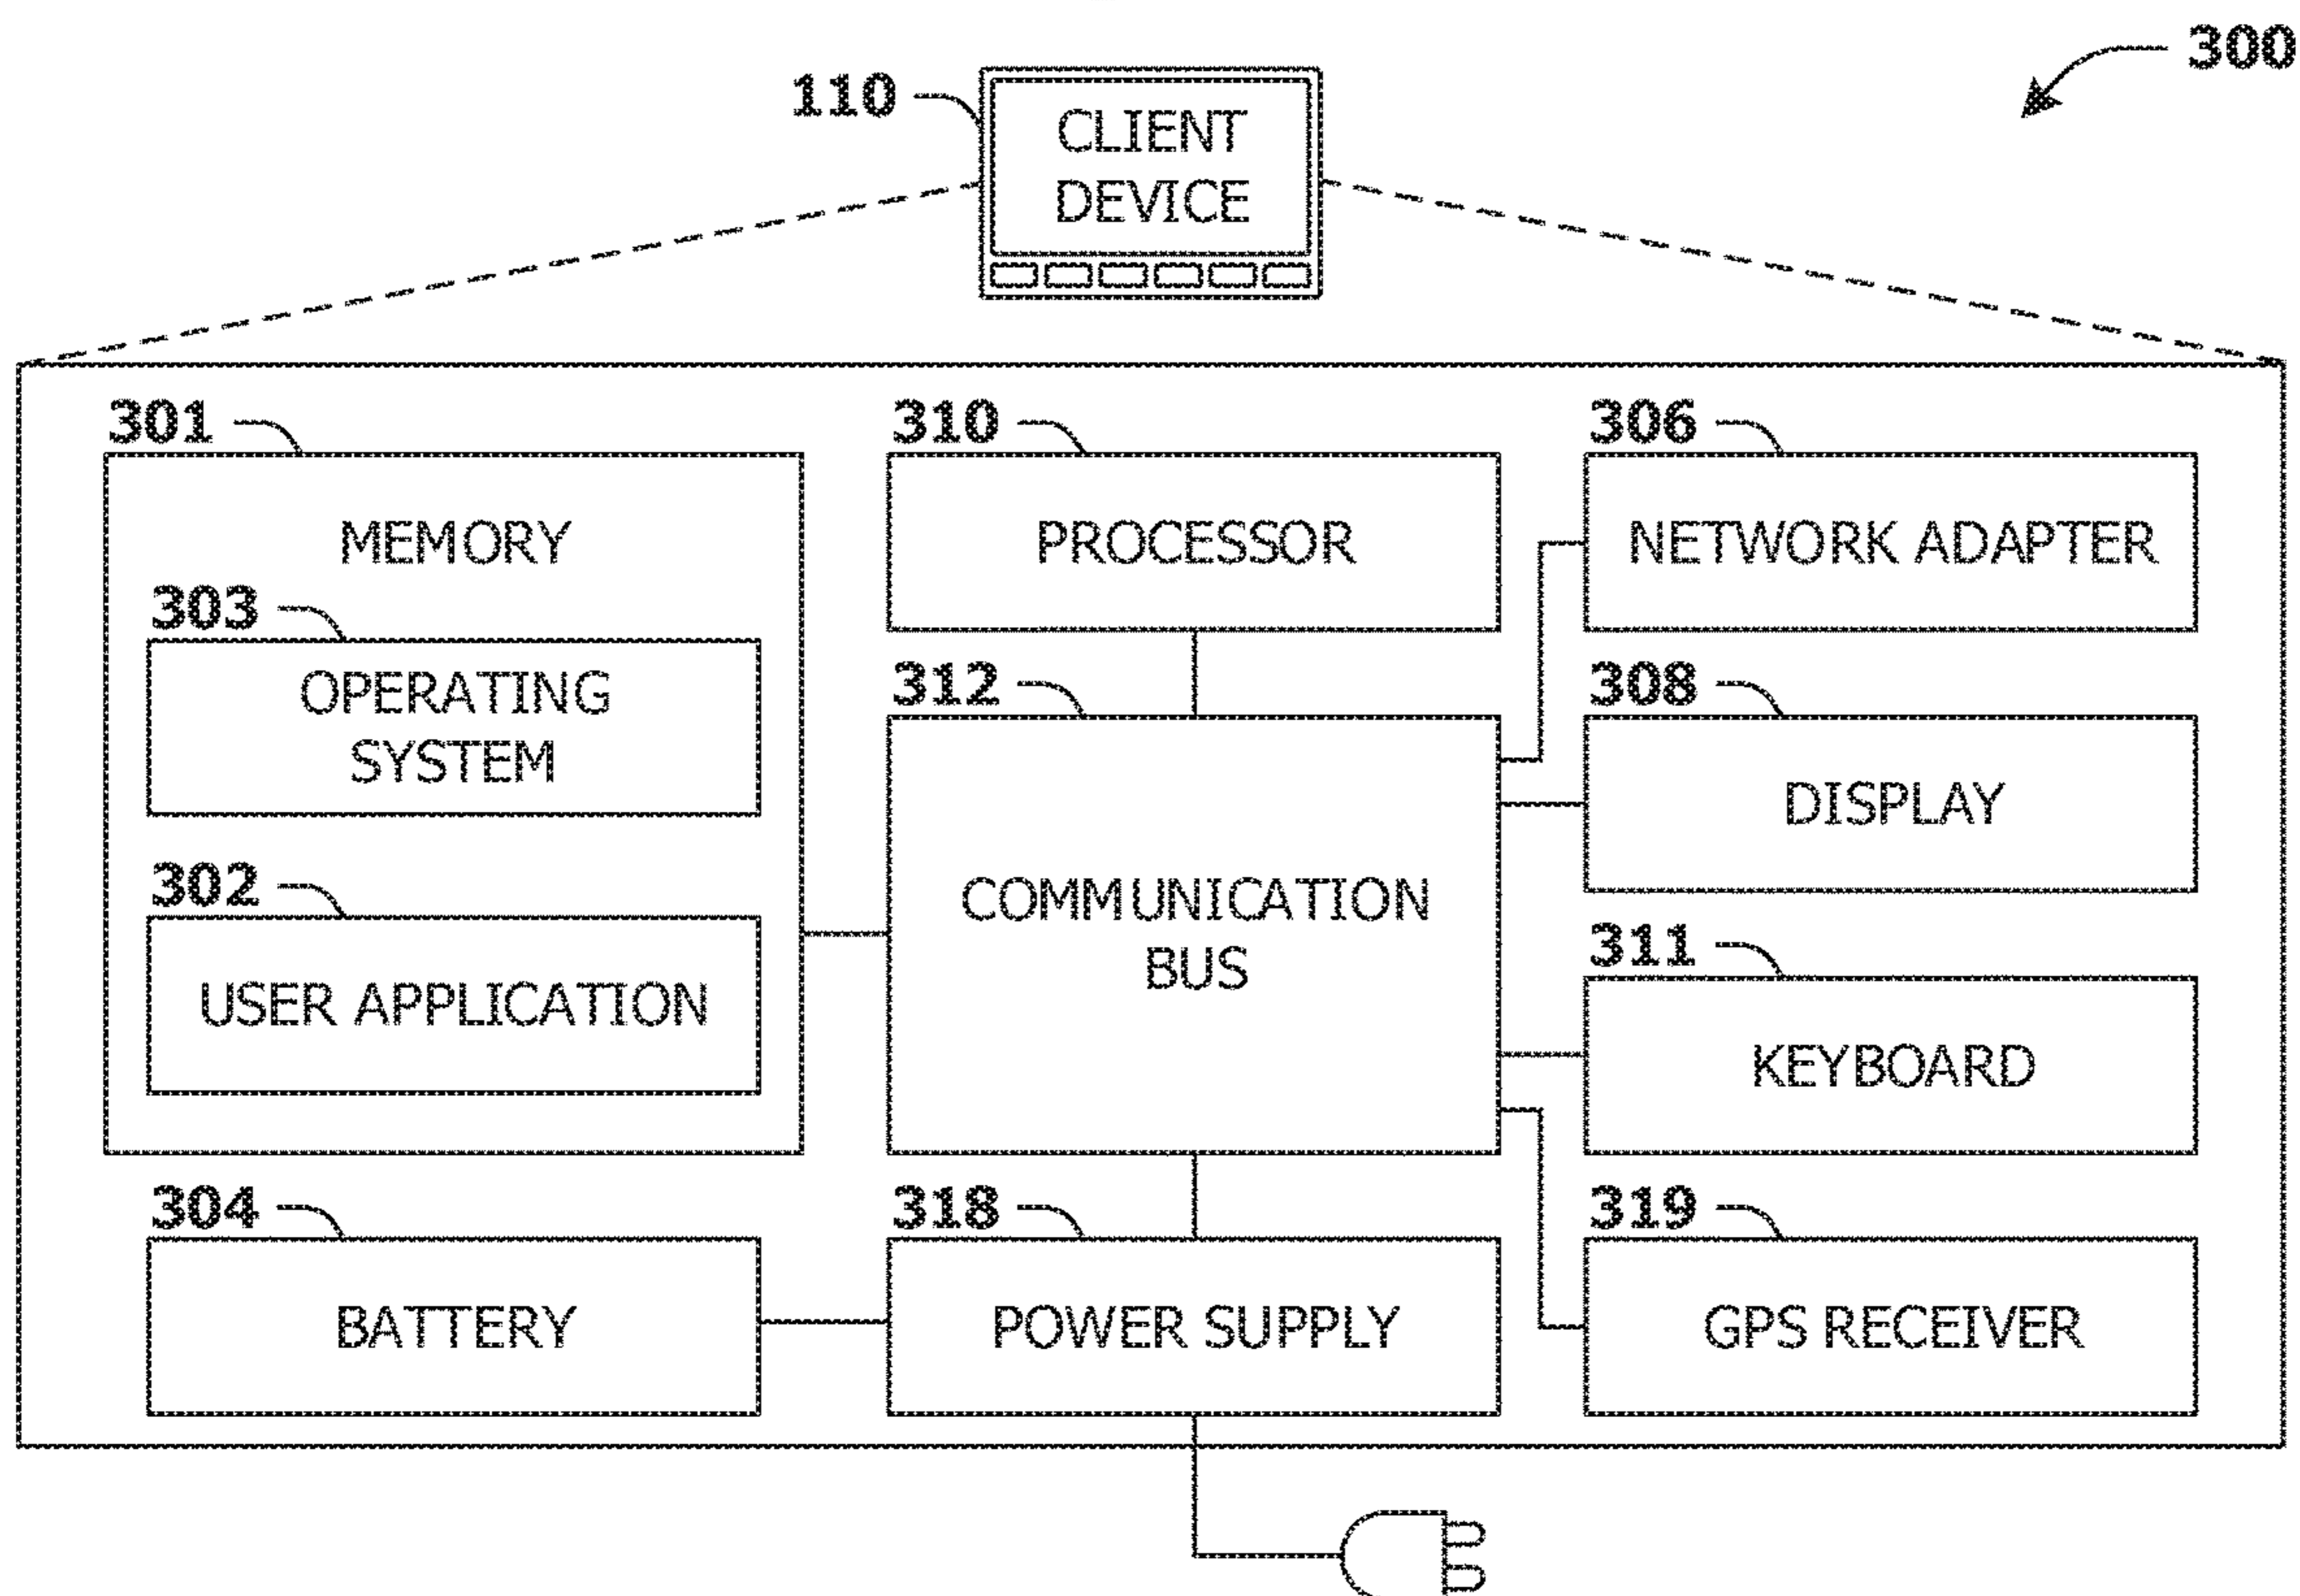 300
110
CLIENT
DEVICE
301
310
306
MEMORY
PROCESSOR
NETWORK ADAPTER
303
OPERATING
SYSTEM
312
308
DISPLAY
302
USER APPLICATION
COMMUNICATION
BUS
311
KEYBOARD
304
318
319
BATTERY
POWER SUPPLY
GPS RECEIVER